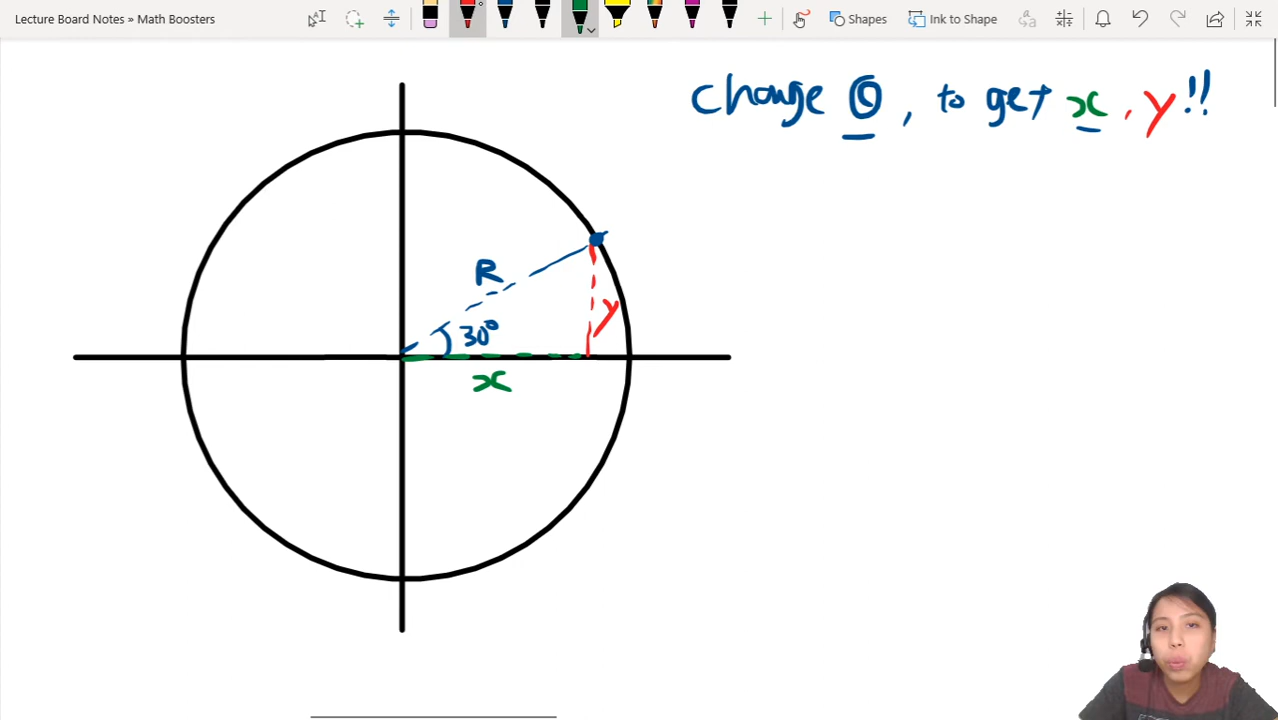 Lecture Board Notes » Math Boosters
Shapes
Ink to Shape
change θ, to get x, y!!
R
30°
y
x